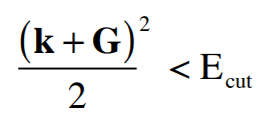 (k + G)² / 2 < E_cut